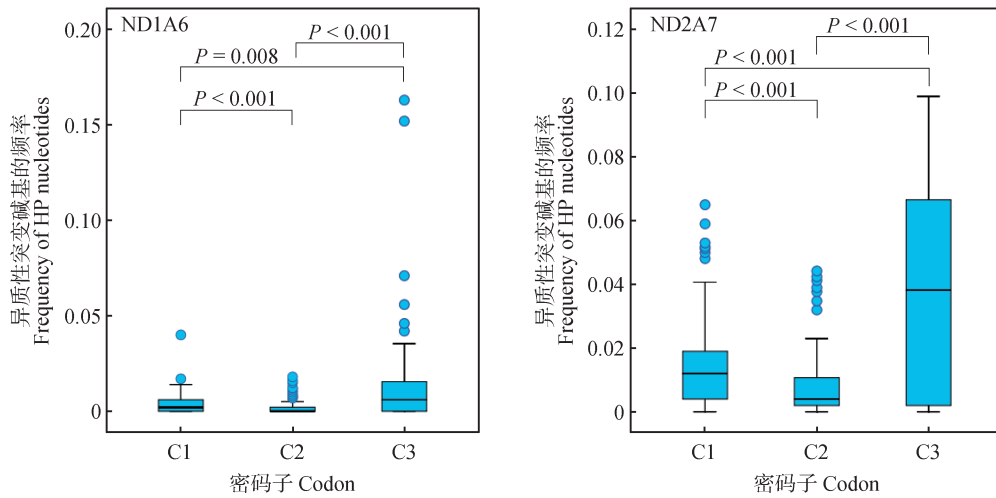 ND1A6
P < 0.001
P = 0.008
P < 0.001
0.20
0.15
0.10
0.05
0
异质性突变碱基的频率
Frequency of HP nucleotides
C1 C2 C3
密码子 Codon
ND2A7
P < 0.001
P < 0.001
P < 0.001
0.12
0.10
0.08
0.06
0.04
0.02
0
异质性突变碱基的频率
Frequency of HP nucleotides
C1 C2 C3
密码子 Codon